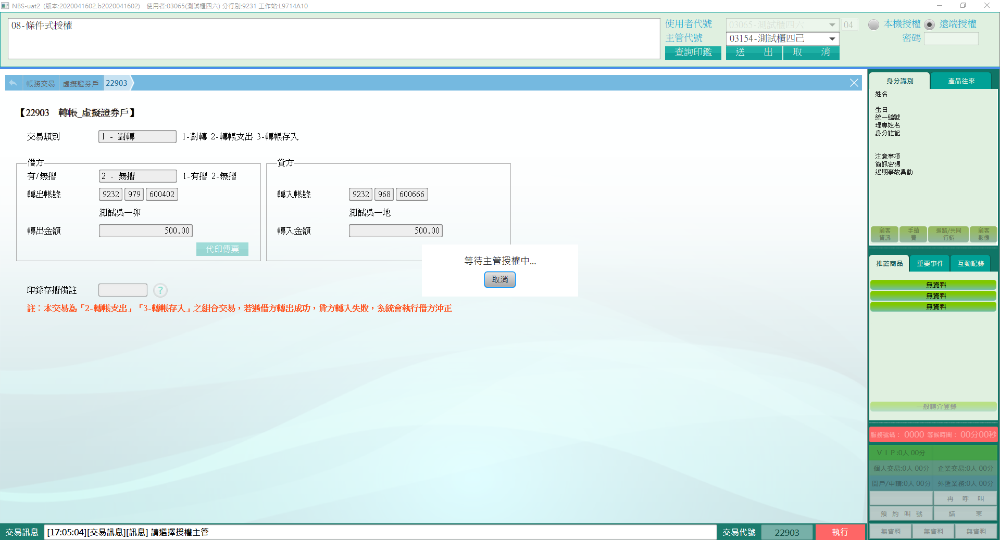 NBS-uat2 (版本:2020041602.b2020041602) 使用者:03065(測試櫃四六) 分行別:9231 工作站:L9714A10
08-條件式授權
使用者代號 03065-測試櫃四六 04 本機授權 遠端授權
主管代號 03154-測試櫃四己 密碼
查詢印鑑 送 出 取 消
帳務交易 虛擬證券戶 22903
【22903 轉帳_虛擬證券戶】
交易類別 1 - 對轉 1-對轉 2-轉帳支出 3-轉帳存入
借方
有/無摺 2 - 無摺 1-有摺 2-無摺
轉出帳號 9232 979 600402
測試吳一卯
轉出金額 500.00
代印傳票
貸方
轉入帳號 9232 968 600666
測試吳一地
轉入金額 500.00
等待主管授權中...
取消
印錄存摺備註 ?
註：本交易為「2-轉帳支出」「3-轉帳存入」之組合交易，若遇借方轉出成功，貸方轉入失敗，系統會執行借方沖正
身分識別 產品往來
姓名
生日
統一編號
理專姓名
身分註記
注意事項
簡訊密碼
近期事故異動
顧客資訊 手續費 通路/共同行銷 顧客影像
推薦商品 重要事件 互動記錄
無資料
無資料
無資料
一般轉介登錄
服務號碼： 0000 等候時間： 00分00秒
ＶＩＰ:0人 00分
個人交易:0人 00分 企業交易:0人 00分
開戶/申請:0人 00分 外匯業務:0人 00分
再 呼 叫
預 約 叫 號 結 束
無資料 無資料 無資料
交易訊息 [17:05:04][交易訊息][訊息] 請選擇授權主管 交易代號 22903 執行